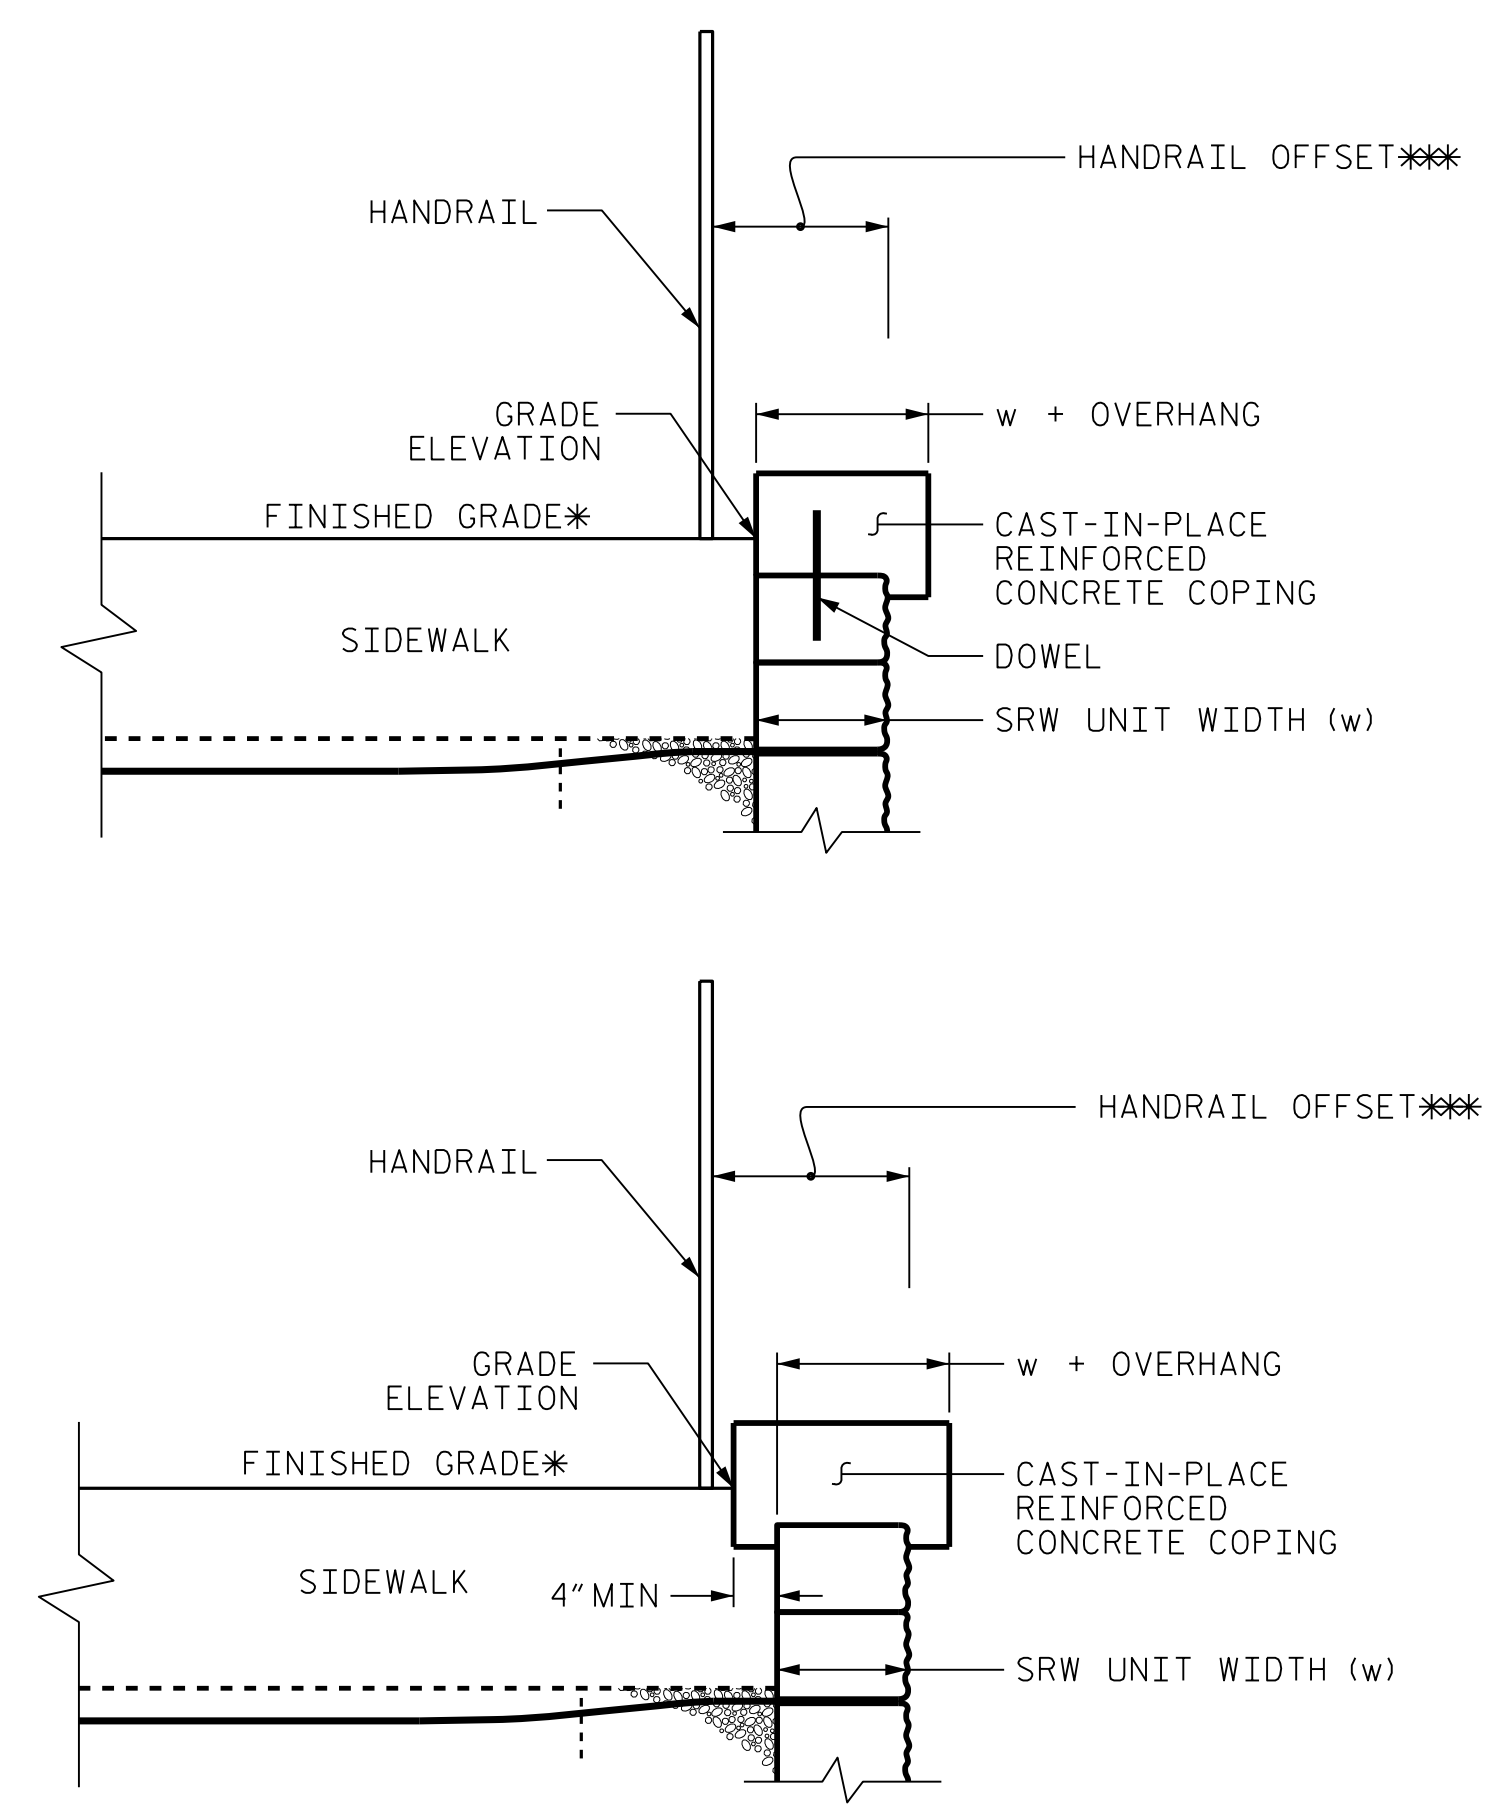 HANDRAIL OFFSET***
HANDRAIL
GRADE
ELEVATION
w + OVERHANG
FINISHED GRADE*
CAST-IN-PLACE
REINFORCED
CONCRETE COPING
SIDEWALK
DOWEL
SRW UNIT WIDTH (w)
HANDRAIL OFFSET***
HANDRAIL
GRADE
ELEVATION
w + OVERHANG
FINISHED GRADE*
CAST-IN-PLACE
REINFORCED
CONCRETE COPING
SIDEWALK
4" MIN
SRW UNIT WIDTH (w)